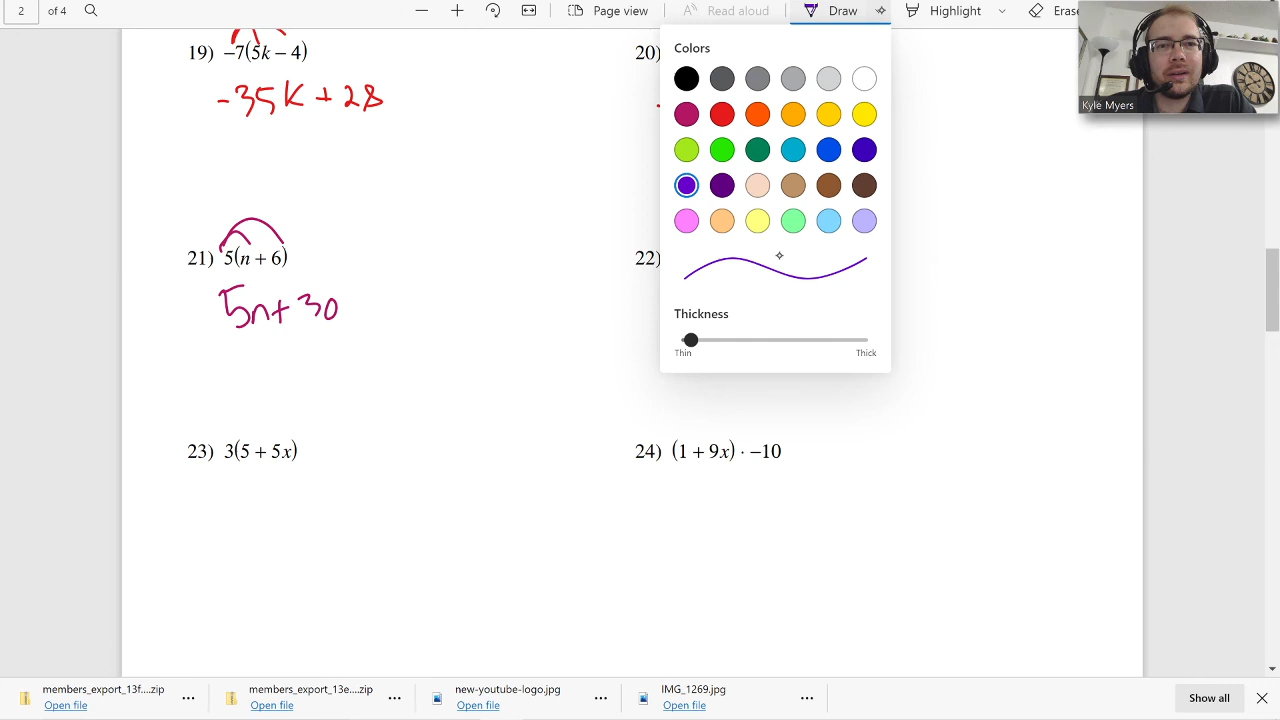 2 of 4 Page view Read aloud Draw Highlight Erase
Colors
19) –7(5k – 4)
20)
-35k + 28
Kyle Myers
21) 5(n + 6)
22)
5n + 30
Thickness
Thin Thick
23) 3(5 + 5x)
24) (1 + 9x) · –10
members_export_13f....zip members_export_13e....zip new-youtube-logo.jpg IMG_1269.jpg Show all
Open file Open file Open file Open file